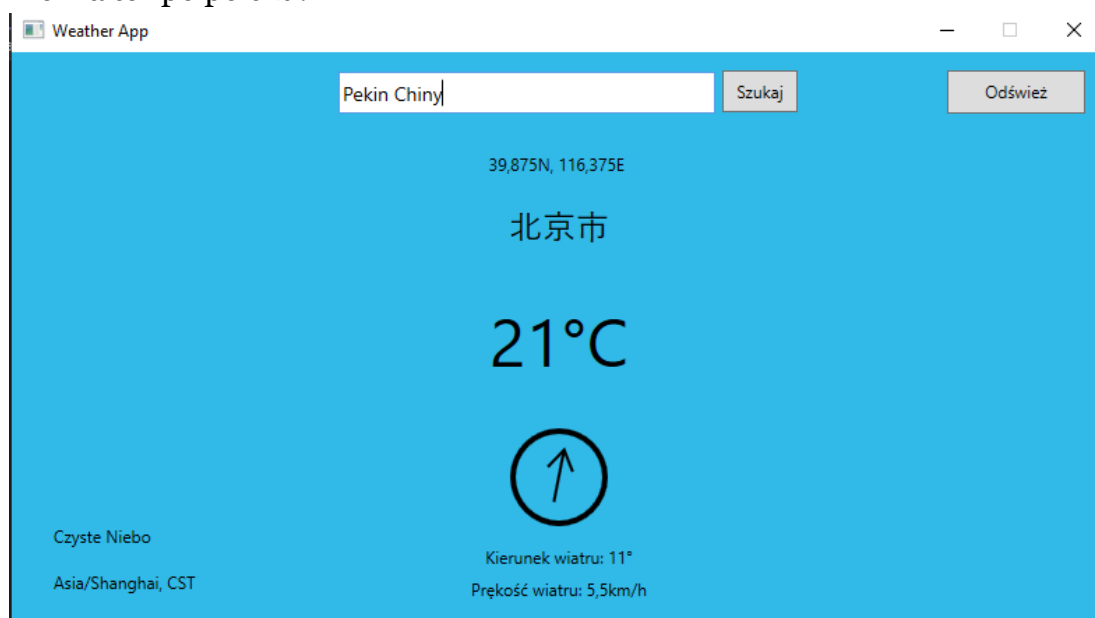 Weather App
Pekin Chiny
Szukaj
Odśwież
39,875N, 116,375E
北京市
21°C
Czyste Niebo
Kierunek wiatru: 11°
Asia/Shanghai, CST
Prękość wiatru: 5,5km/h